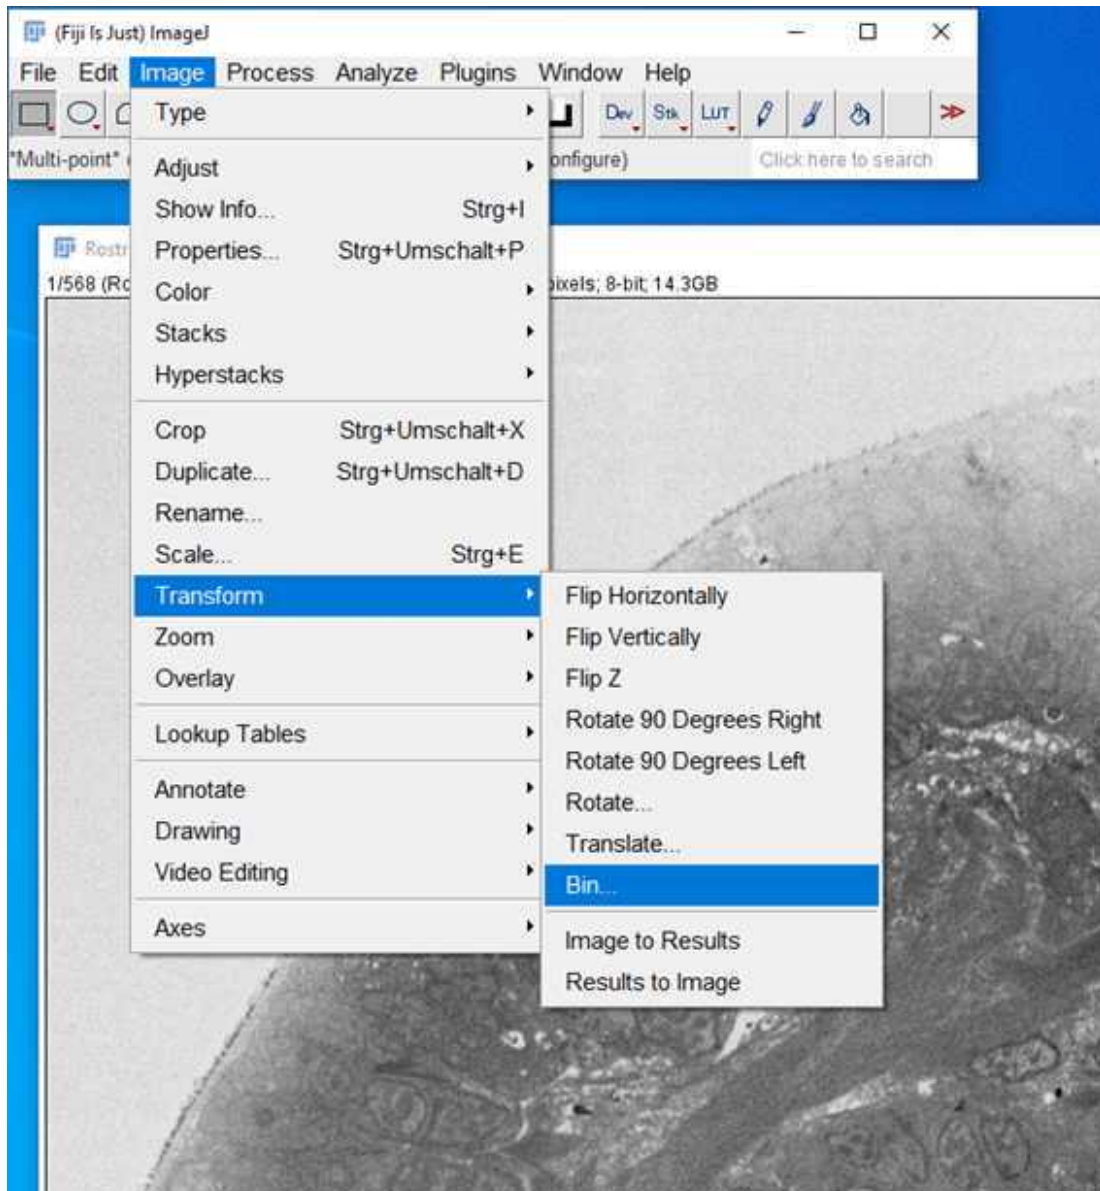 (Fiji Is Just) ImageJ
File Edit Image Process Analyze Plugins Window Help
Dev Stk LUT
*Multi-point* onfigure) Click here to search
Type
Adjust
Show Info... Strg+I
Properties... Strg+Umschalt+P
Color
Stacks
Hyperstacks
Crop Strg+Umschalt+X
Duplicate... Strg+Umschalt+D
Rename...
Scale... Strg+E
Transform
Zoom
Overlay
Lookup Tables
Annotate
Drawing
Video Editing
Axes
Flip Horizontally
Flip Vertically
Flip Z
Rotate 90 Degrees Right
Rotate 90 Degrees Left
Rotate...
Translate...
Bin...
Image to Results
Results to Image
Rostr
1/568 (Ro pixels; 8-bit; 14.3GB